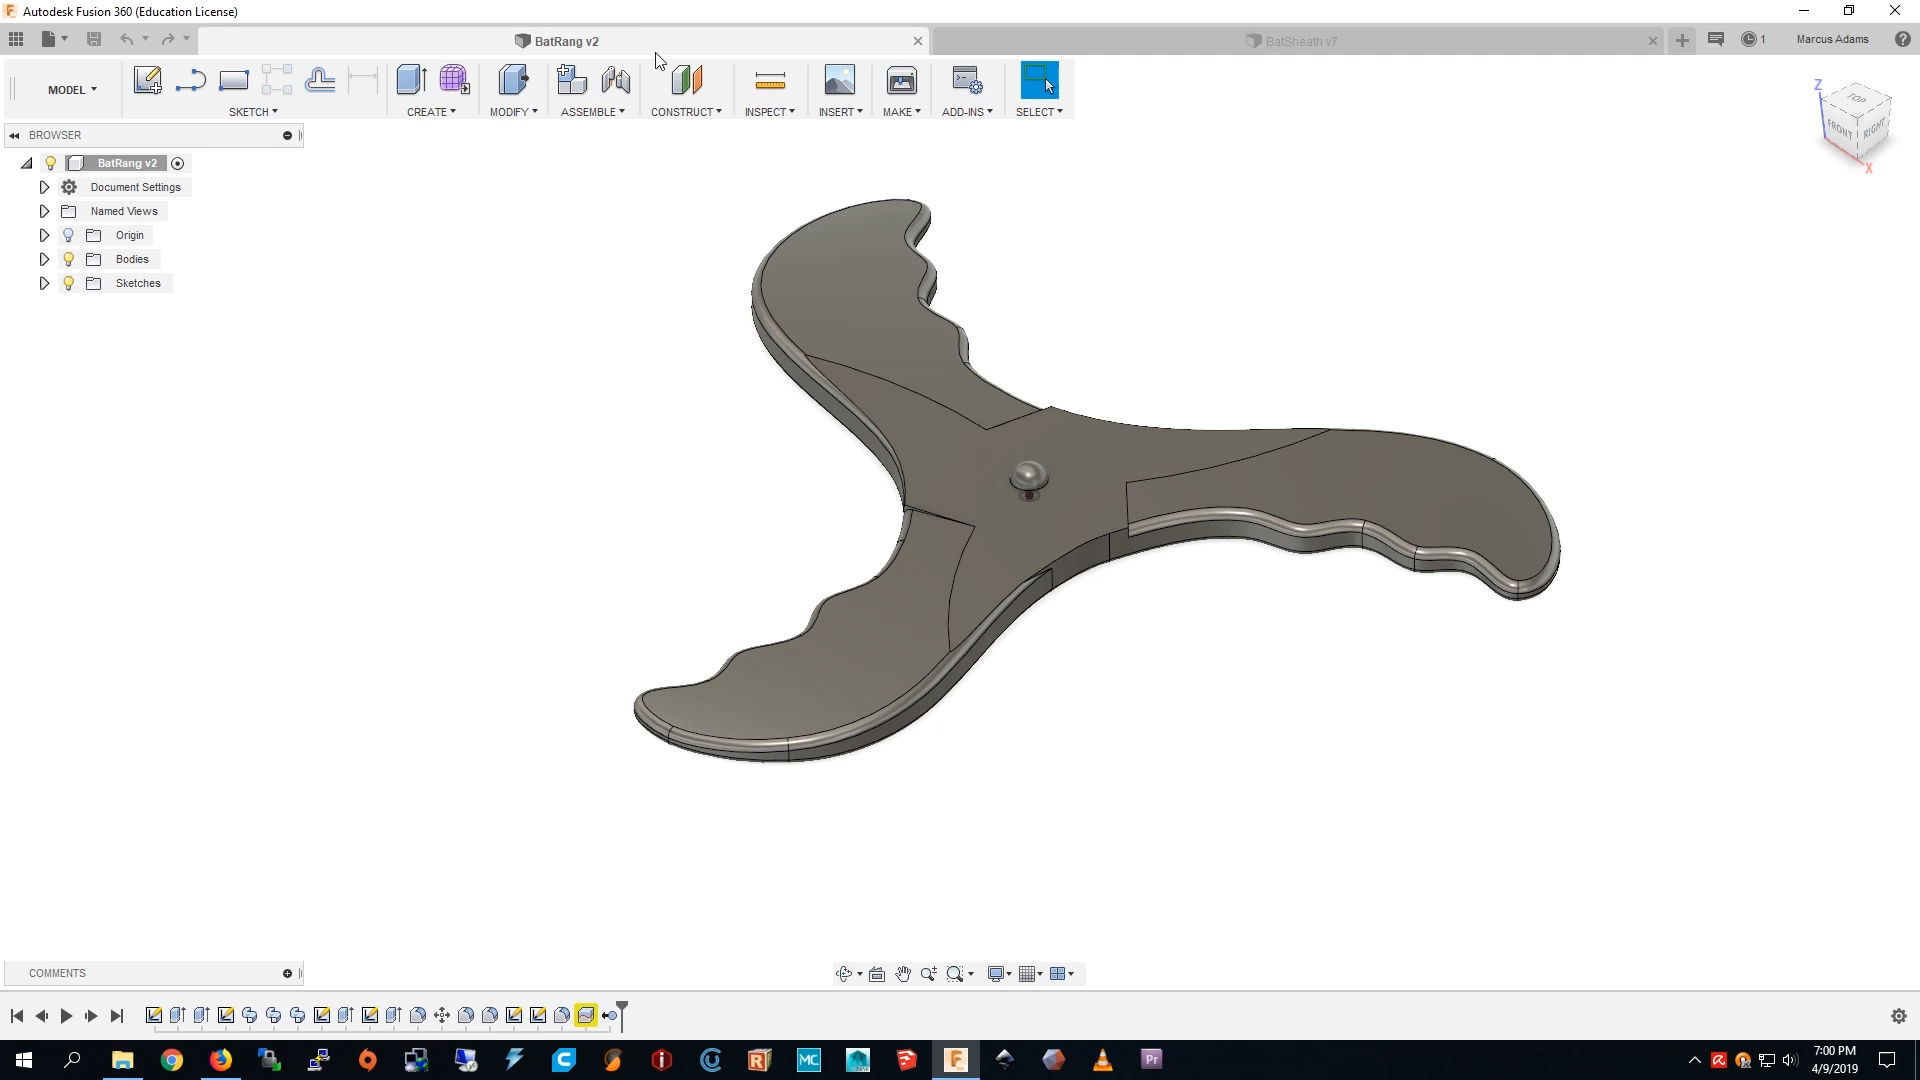 Autodesk Fusion 360 (Education License)
BatRang v2
BatSheath v7
1
Marcus Adams
MODEL
SKETCH
CREATE
MODIFY
ASSEMBLE
CONSTRUCT
INSPECT
INSERT
MAKE
ADD-INS
SELECT
Z
TOP
FRONT
RIGHT
X
BROWSER
BatRang v2
Document Settings
Named Views
Origin
Bodies
Sketches
COMMENTS
MC
Pr
7:00 PM
4/9/2019